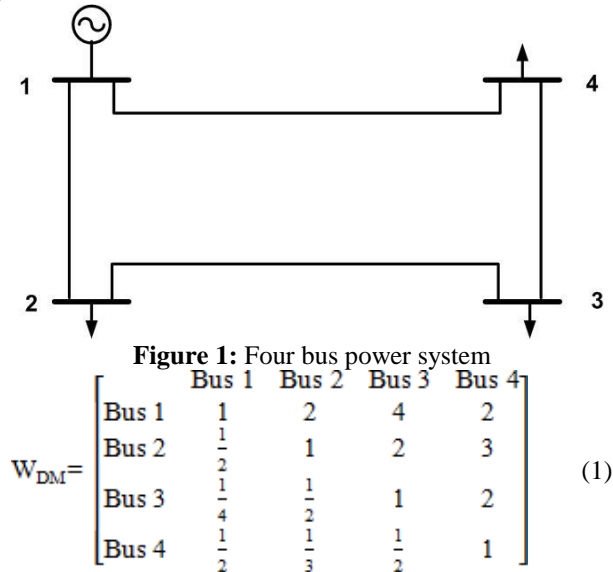 1
4
2
3
Figure 1: Four bus power system
Bus 1 Bus 2 Bus 3 Bus 4
Bus 1 1 2 4 2
W_DM= Bus 2 1/2 1 2 3 (1)
Bus 3 1/4 1/2 1 2
Bus 4 1/2 1/3 1/2 1